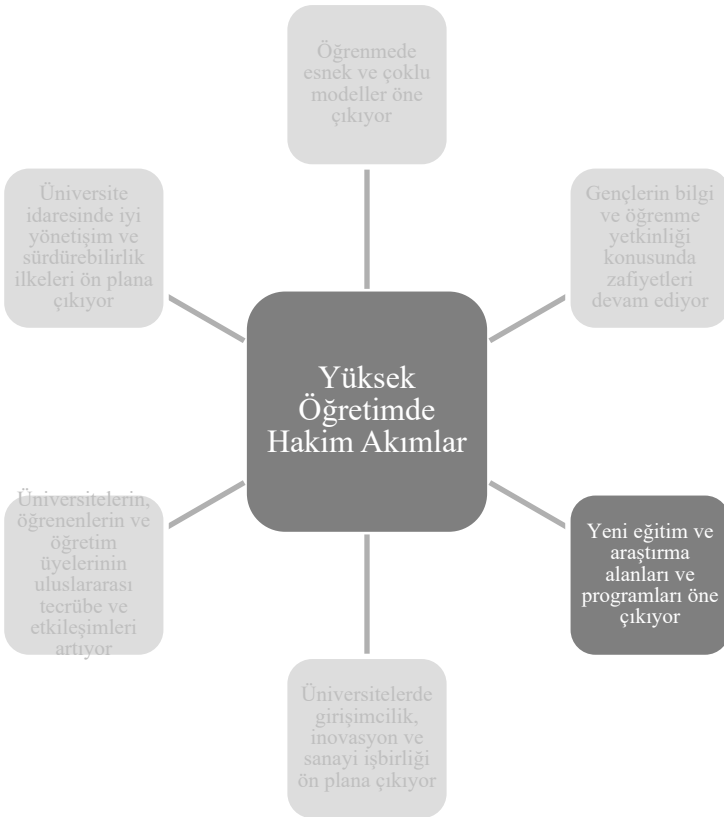 Öğrenmede
esnek ve çoklu
modeller öne
çıkıyor
Üniversite
idaresinde iyi
yönetişim ve
sürdürebilirlik
ilkeleri ön plana
çıkıyor
Gençlerin bilgi
ve öğrenme
yetkinliği
konusunda
zafiyetleri
devam ediyor
Yüksek
Öğretimde
Hakim Akımlar
Üniversitelerin,
öğrenenlerin ve
öğretim
üyelerinin
uluslararası
tecrübe ve
etkileşimleri
artıyor
Yeni eğitim ve
araştırma
alanları ve
programları öne
çıkıyor
Üniversitelerde
girişimcilik,
inovasyon ve
sanayi işbirliği
ön plana çıkıyor